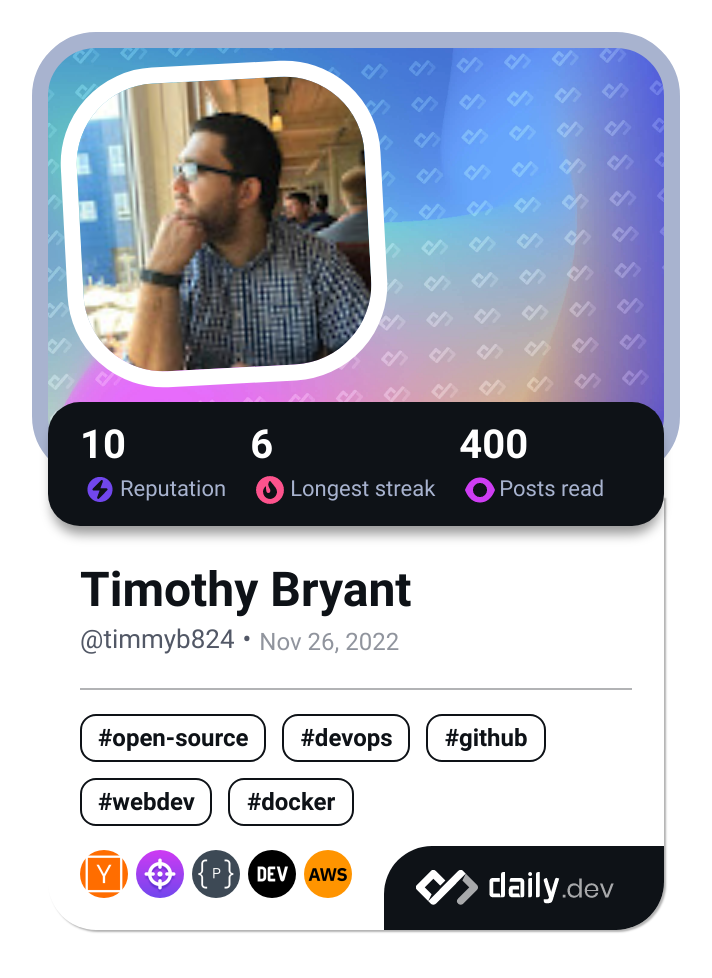 10 6 400
Reputation Longest streak Posts read
Timothy Bryant
@timmyb824 • Nov 26, 2022
#open-source #devops #github
#webdev #docker
Y {P} DEV AWS
daily.dev